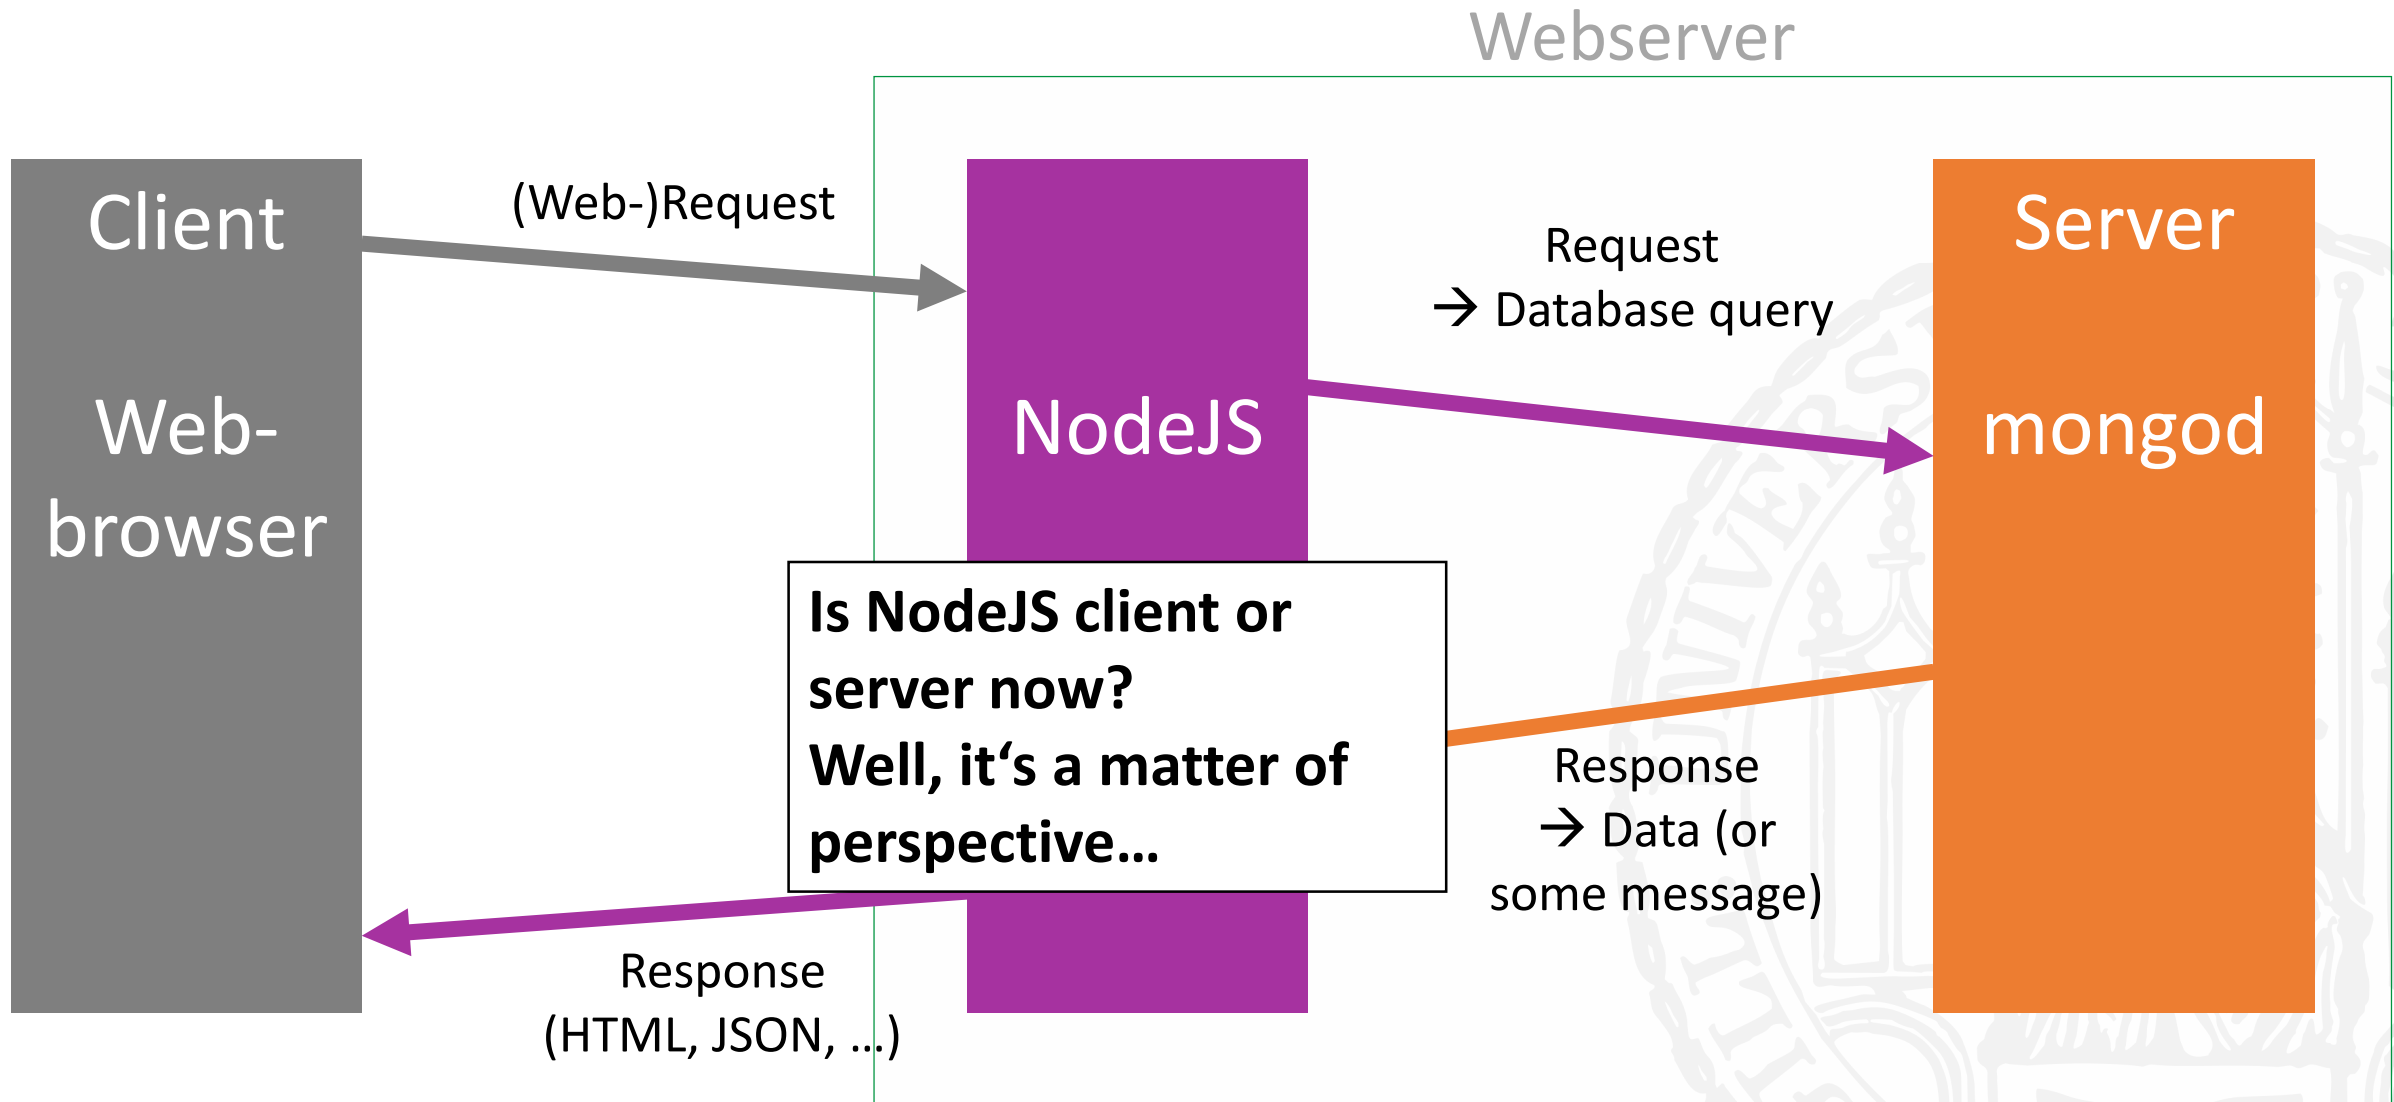 Webserver
Client
Web-
browser
(Web-)Request
NodeJS
Request
→ Database query
Server
mongod
Is NodeJS client or
server now?
Well, it‘s a matter of
perspective…
Response
→ Data (or
some message)
Response
(HTML, JSON, …)